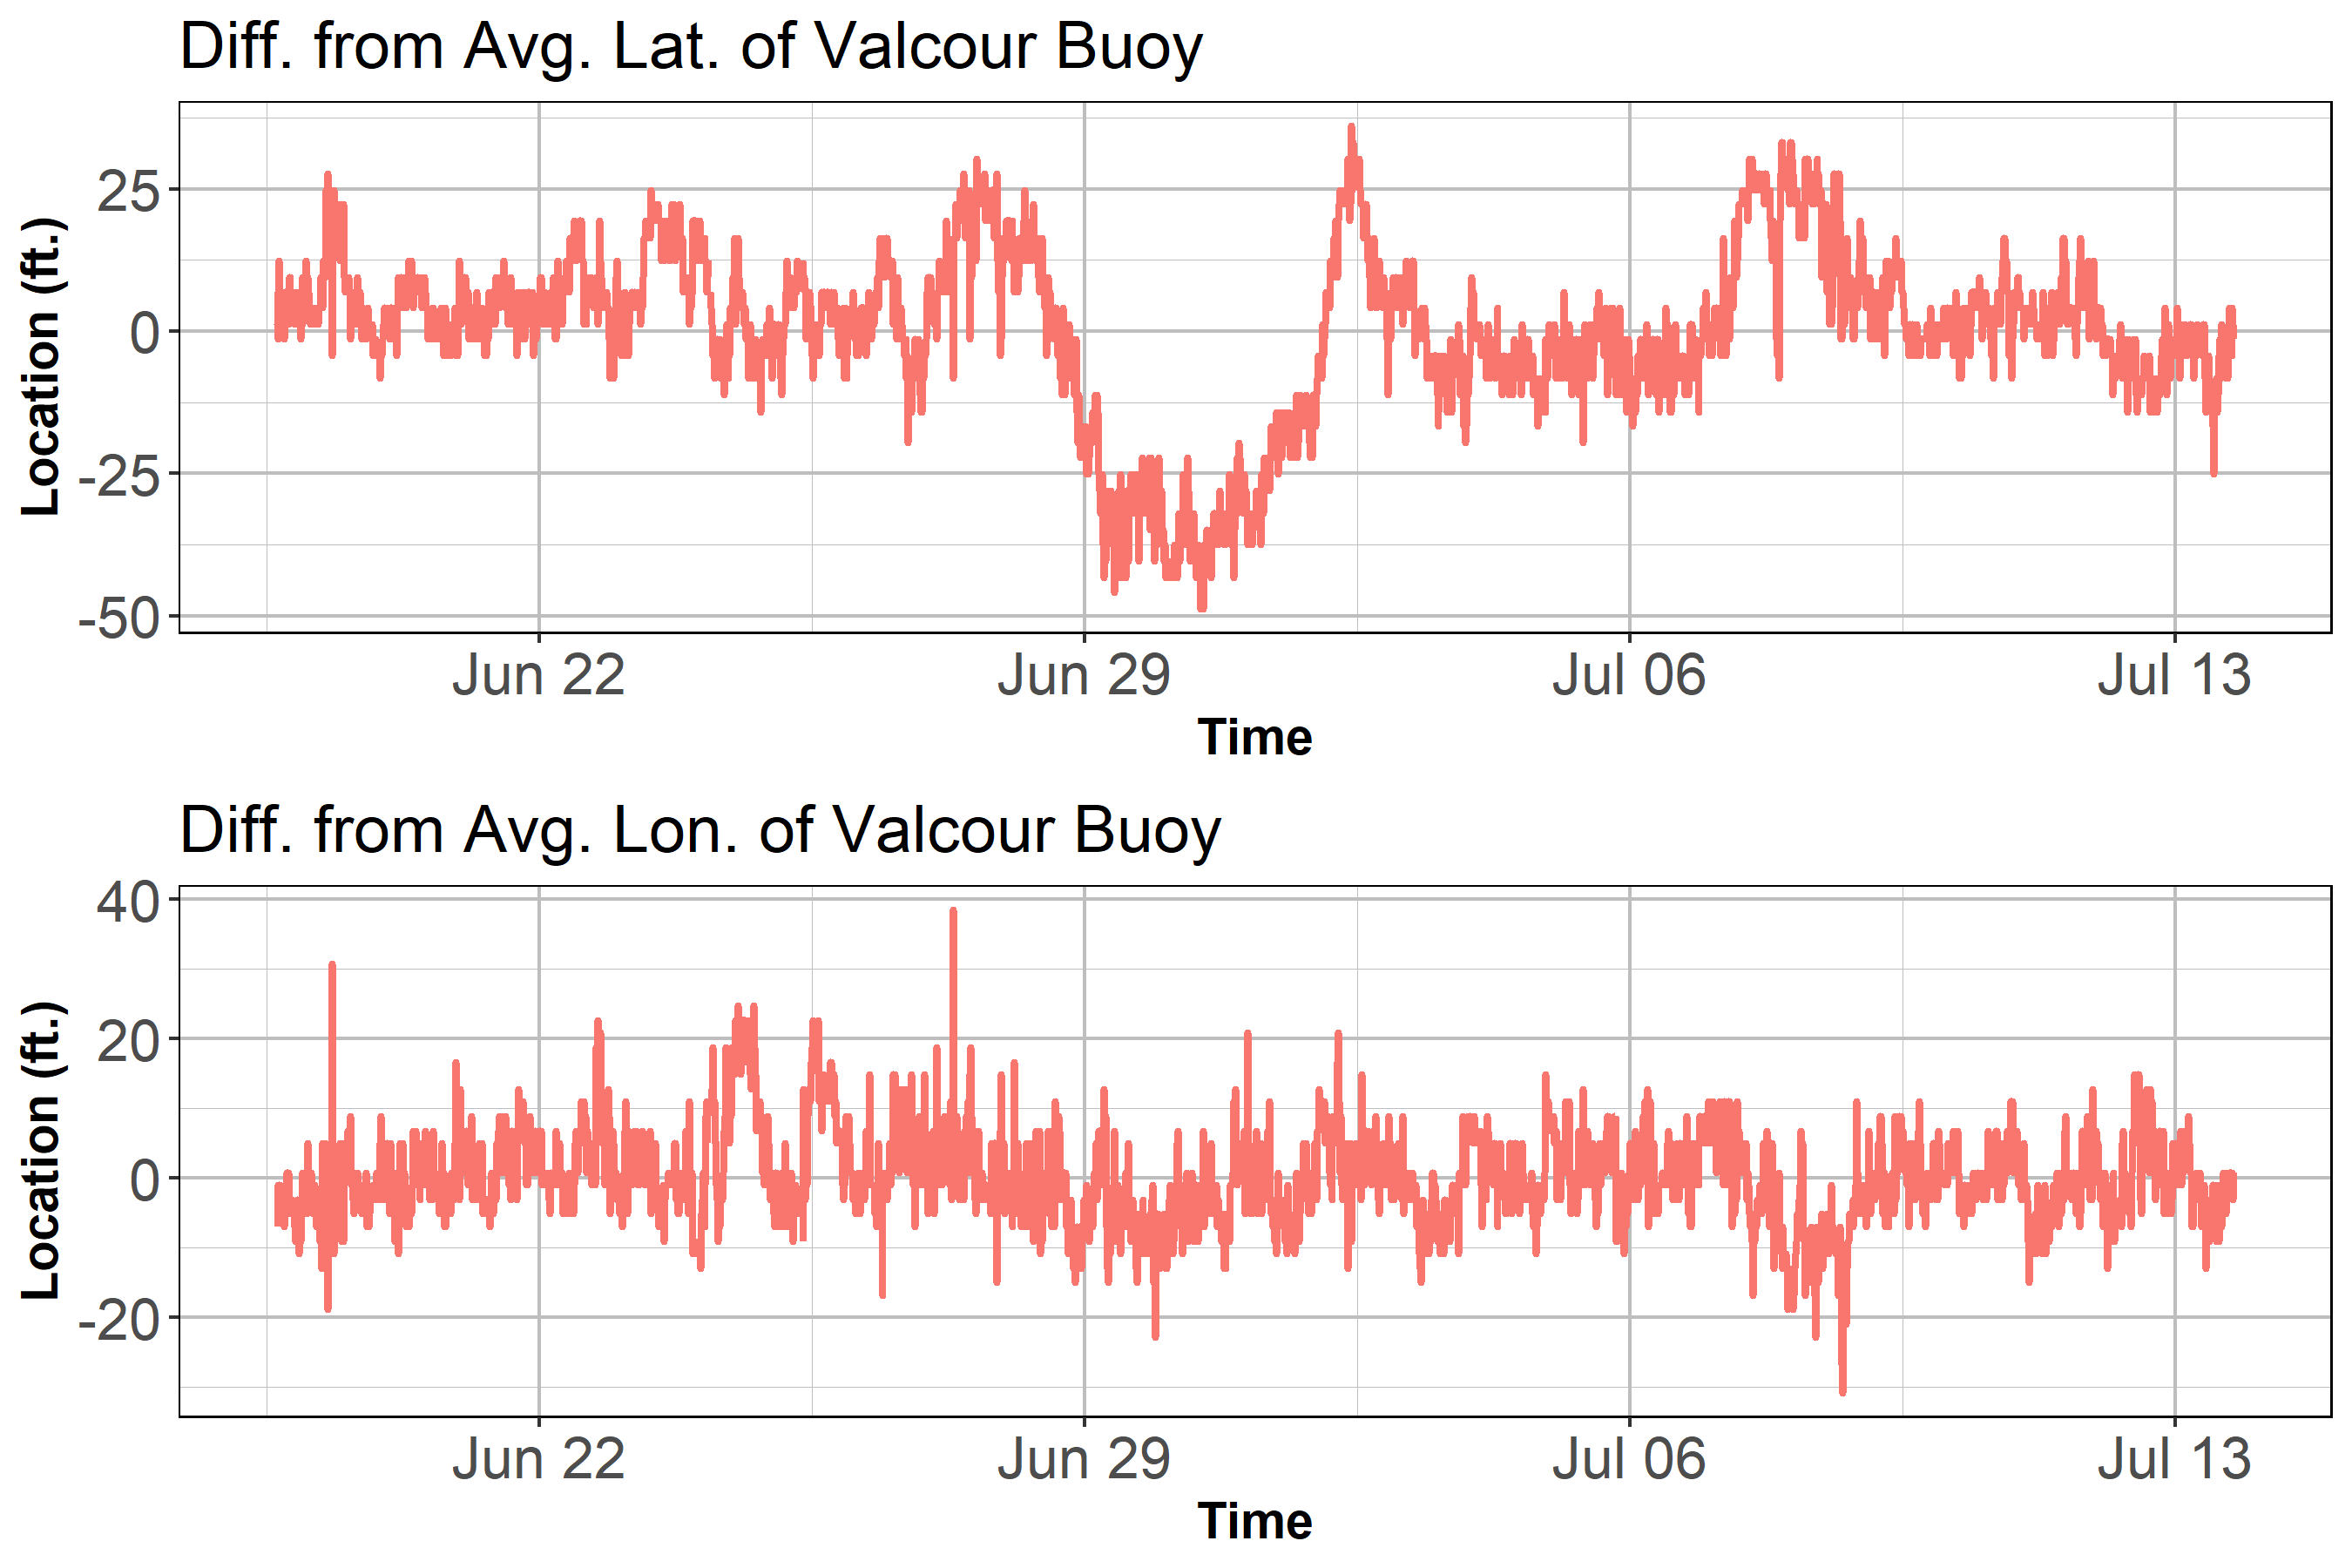 Diff. from Avg. Lat. of Valcour Buoy
Location (ft.)
25
0
-25
-50
Jun 22
Jun 29
Jul 06
Jul 13
Time
Diff. from Avg. Lon. of Valcour Buoy
Location (ft.)
40
20
0
-20
Jun 22
Jun 29
Jul 06
Jul 13
Time